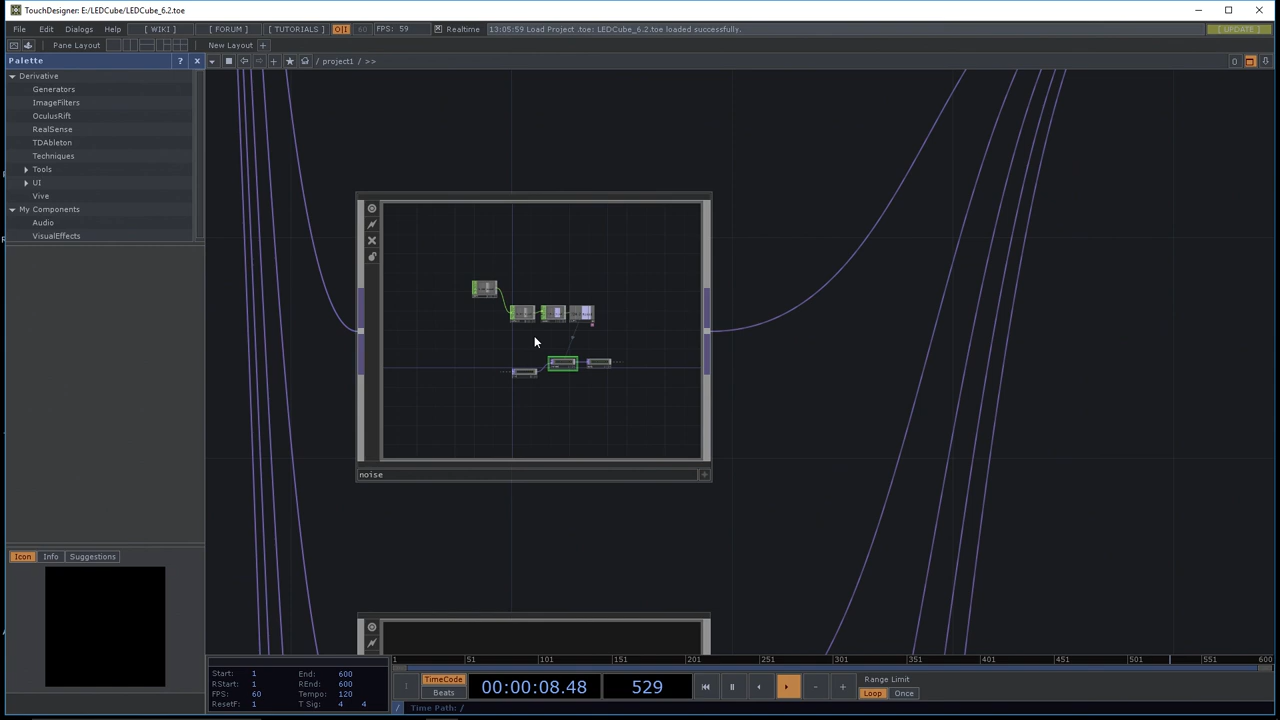 TouchDesigner: E:/LEDCube/LEDCube_6.2.toe
File Edit Dialogs Help [ WIKI ] [ FORUM ] [ TUTORIALS ] O|I 60 FPS: 59 Realtime 13:05:59 Load Project .toe: LEDCube_6.2.toe loaded successfully. [ UPDATE ]
Pane Layout New Layout +
Palette ? x / project1 / >> 0
Derivative
Generators
ImageFilters
OculusRift
RealSense
TDAbleton
Techniques
Tools
UI
Vive
My Components
Audio
VisualEffects
noise
Icon Info Suggestions
1 51 101 151 201 251 301 351 401 451 501 551 600
Start: 1 End: 600
RStart: 1 REnd: 600
FPS: 60 Tempo: 120
ResetF: 1 T Sig: 4 4
TimeCode
Beats
00:00:08.48 529
Range Limit
Loop Once
/ Time Path: /